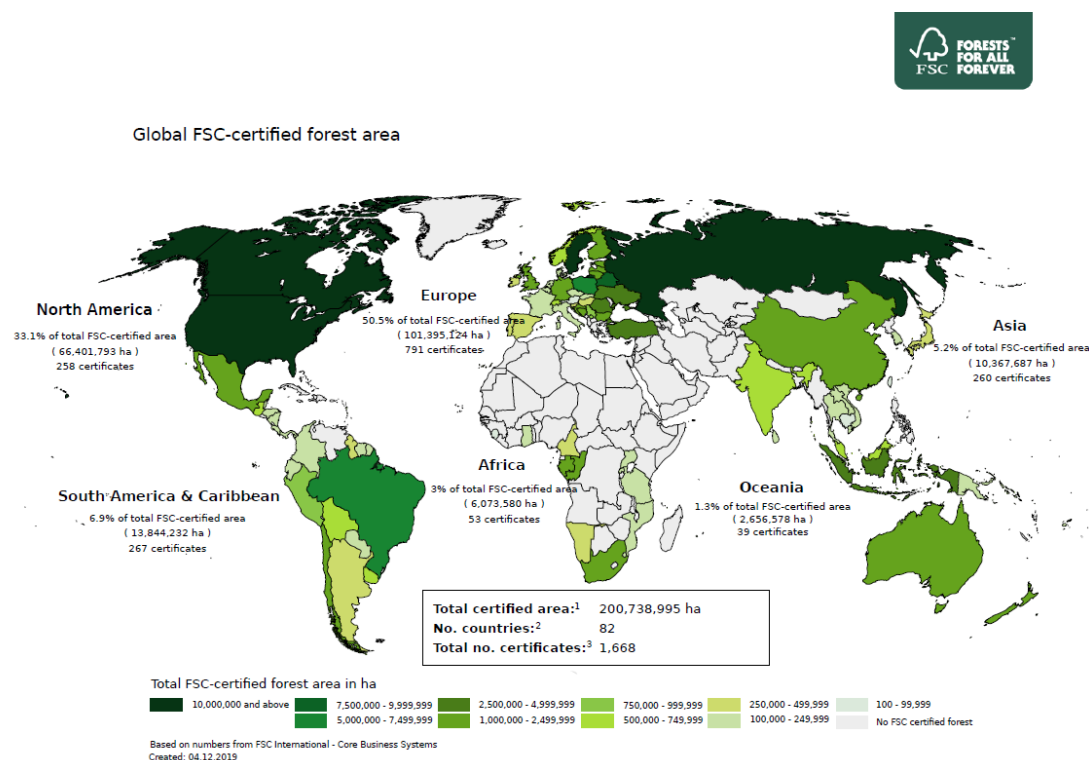 FORESTS™
FOR ALL
FOREVER
FSC
Global FSC-certified forest area
North America
33.1% of total FSC-certified area
( 66,401,793 ha )
258 certificates
Europe
50.5% of total FSC-certified area
( 101,395,124 ha )
791 certificates
Asia
5.2% of total FSC-certified area
( 10,367,687 ha )
260 certificates
South America & Caribbean
6.9% of total FSC-certified area
( 13,844,232 ha )
267 certificates
Africa
3% of total FSC-certified area
( 6,073,580 ha )
53 certificates
Oceania
1.3% of total FSC-certified area
( 2,656,578 ha )
39 certificates
Total certified area:¹ 200,738,995 ha
No. countries:² 82
Total no. certificates:³ 1,668
Total FSC-certified forest area in ha
10,000,000 and above 7,500,000 - 9,999,999 2,500,000 - 4,999,999 750,000 - 999,999 250,000 - 499,999 100 - 99,999
5,000,000 - 7,499,999 1,000,000 - 2,499,999 500,000 - 749,999 100,000 - 249,999 No FSC certified forest
Based on numbers from FSC International - Core Business Systems
Created: 04.12.2019